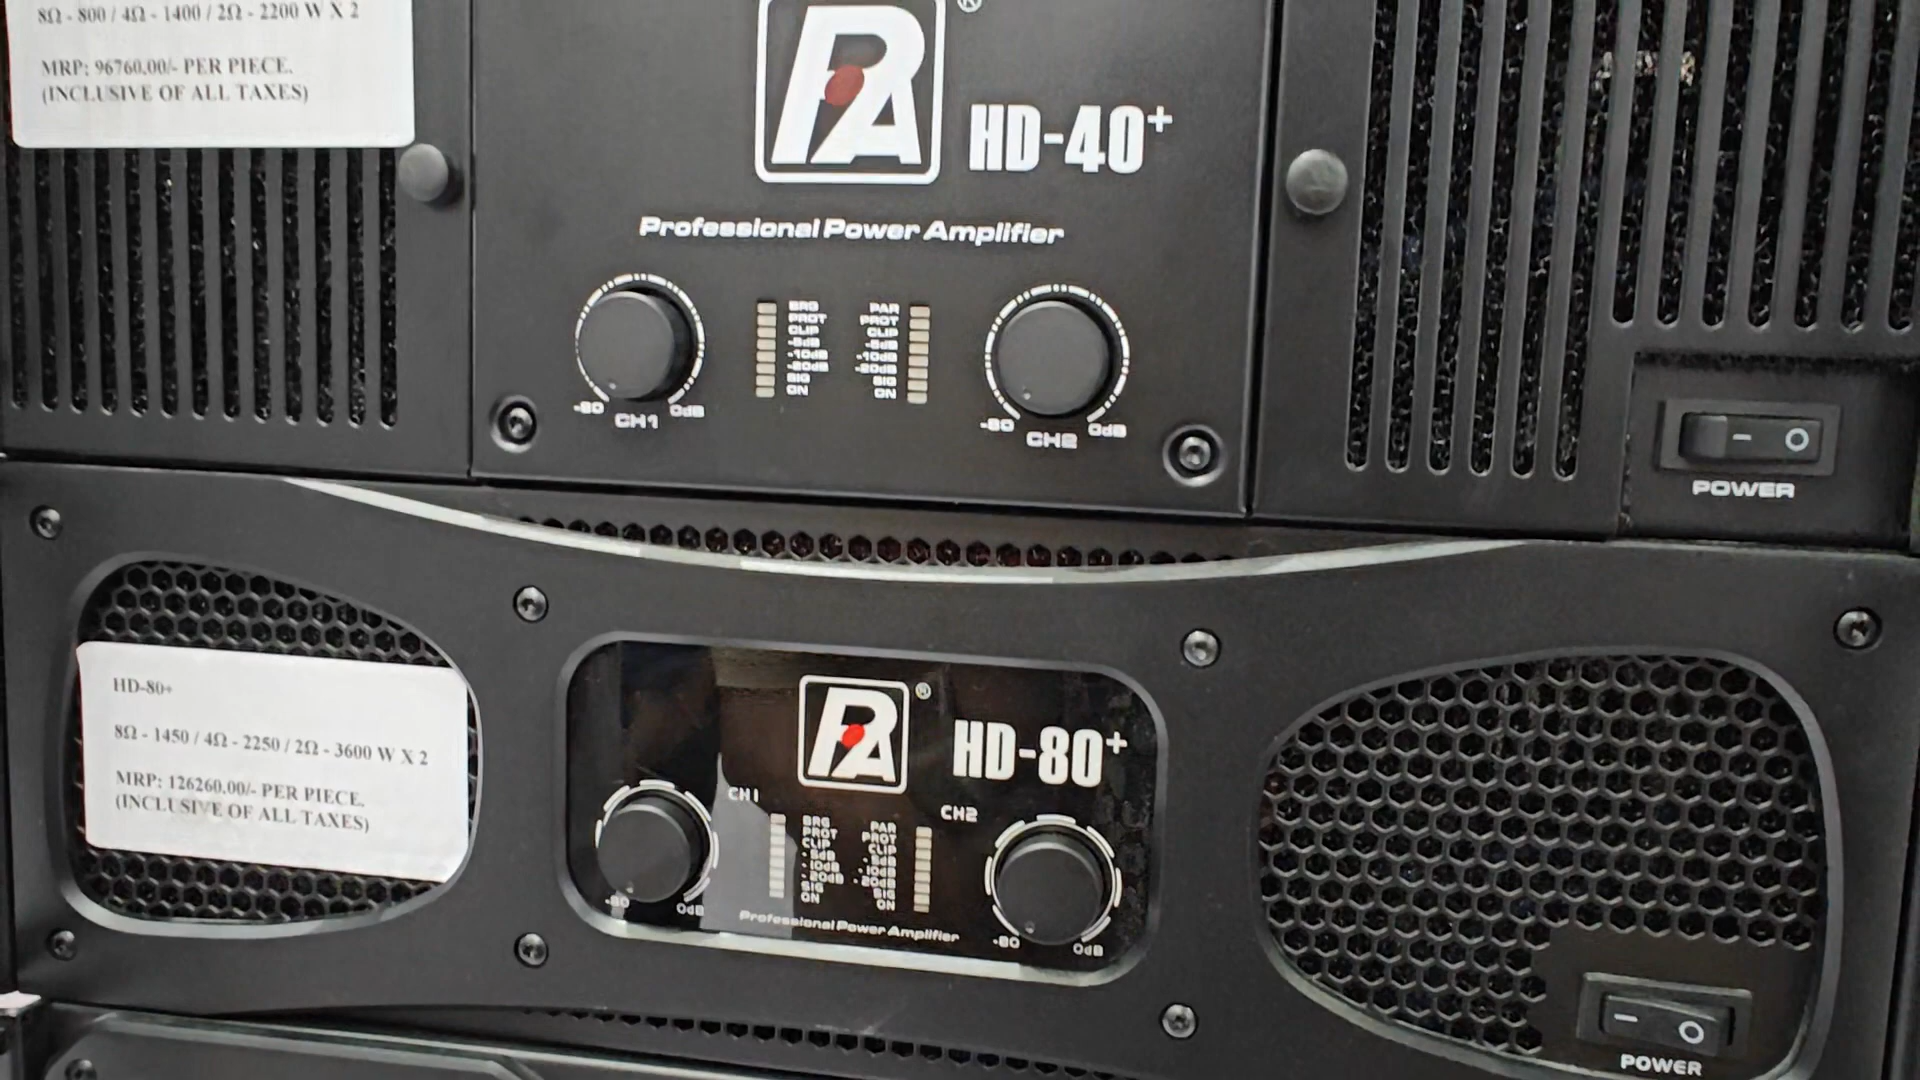 8Ω - 800 / 4Ω - 1400 / 2Ω - 2200 W X 2
MRP: 96760.00/- PER PIECE.
(INCLUSIVE OF ALL TAXES)
PA ®
HD-40+
Professional Power Amplifier
BRG PAR
PROT PROT
CLIP CLIP
-5dB -5dB
-10dB -10dB
-20dB -20dB
SIG SIG
ON ON
-80 0dB
CH1
-80 0dB
CH2
POWER
HD-80+
8Ω - 1450 / 4Ω - 2250 / 2Ω - 3600 W X 2
MRP: 126260.00/- PER PIECE.
(INCLUSIVE OF ALL TAXES)
PA ®
HD-80+
CH1
CH2
BRG PAR
PROT PROT
CLIP CLIP
-5dB -5dB
-10dB -10dB
-20dB -20dB
SIG SIG
ON ON
-80 0dB
Professional Power Amplifier
-80 0dB
POWER